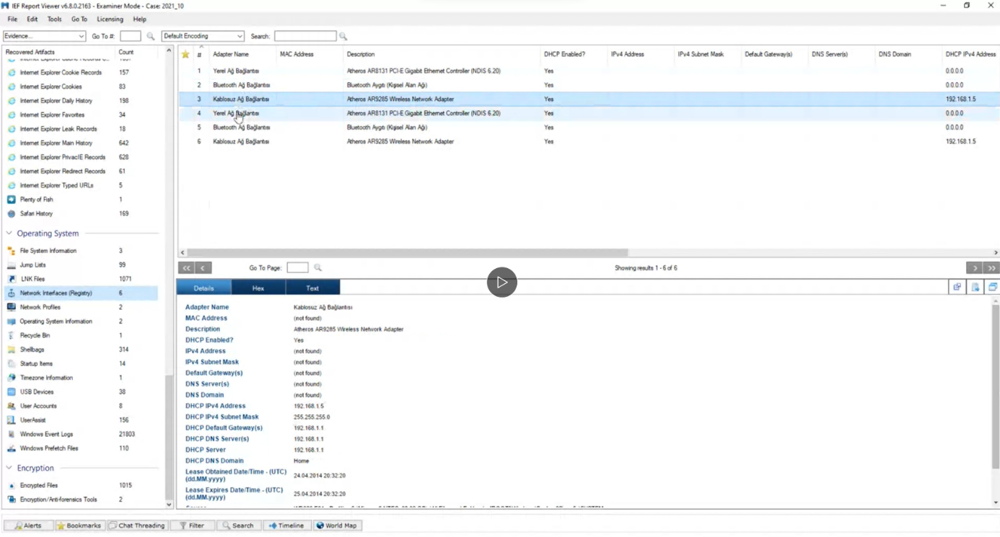 IEF Report Viewer v6.8.0.2163 - Examiner Mode - Case: 2021_10
File Edit Tools Go To Licensing Help
Evidence... Go To #: Default Encoding Search:
Recovered Artifacts Count
Internet Explorer Cookie Records 157
Internet Explorer Cookies 83
Internet Explorer Daily History 198
Internet Explorer Favorites 34
Internet Explorer Leak Records 18
Internet Explorer Main History 642
Internet Explorer PrivacIE Records 628
Internet Explorer Redirect Records 61
Internet Explorer Typed URLs 5
Plenty of Fish 1
Safari History 169
Operating System
File System Information 3
Jump Lists 99
LNK Files 1071
Network Interfaces (Registry) 6
Network Profiles 2
Operating System Information 2
Recycle Bin 1
Shellbags 314
Startup Items 14
Timezone Information 1
USB Devices 38
User Accounts 8
UserAssist 156
Windows Event Logs 21803
Windows Prefetch Files 110
Encryption
Encrypted Files 1015
Encryption/Anti-forensics Tools 2
# Adapter Name MAC Address Description DHCP Enabled? IPv4 Address IPv4 Subnet Mask Default Gateway(s) DNS Server(s) DNS Domain DHCP IPv4 Address
1 Yerel Ağ Bağlantısı Atheros AR8131 PCI-E Gigabit Ethernet Controller (NDIS 6.20) Yes 0.0.0.0
2 Bluetooth Ağ Bağlantısı Bluetooth Aygıtı (Kişisel Alan Ağı) Yes 0.0.0.0
3 Kablosuz Ağ Bağlantısı Atheros AR9285 Wireless Network Adapter Yes 192.168.1.5
4 Yerel Ağ Bağlantısı Atheros AR8131 PCI-E Gigabit Ethernet Controller (NDIS 6.20) Yes 0.0.0.0
5 Bluetooth Ağ Bağlantısı Bluetooth Aygıtı (Kişisel Alan Ağı) Yes 0.0.0.0
6 Kablosuz Ağ Bağlantısı Atheros AR9285 Wireless Network Adapter Yes 192.168.1.5
<< < Go To Page: Showing results 1 - 6 of 6 > >>
Details Hex Text
Adapter Name Kablosuz Ağ Bağlantısı
MAC Address (not found)
Description Atheros AR9285 Wireless Network Adapter
DHCP Enabled? Yes
IPv4 Address (not found)
IPv4 Subnet Mask (not found)
Default Gateway(s) (not found)
DNS Server(s) (not found)
DNS Domain (not found)
DHCP IPv4 Address 192.168.1.5
DHCP IPv4 Subnet Mask 255.255.255.0
DHCP Default Gateway(s) 192.168.1.1
DHCP DNS Server(s) 192.168.1.1
DHCP Server 192.168.1.1
DHCP DNS Domain Home
Lease Obtained Date/Time - (UTC) (dd.MM.yyyy) 24.04.2014 20:32:20
Lease Expires Date/Time - (UTC) (dd.MM.yyyy) 25.04.2014 20:32:20
Alerts Bookmarks Chat Threading Filter Search Timeline World Map